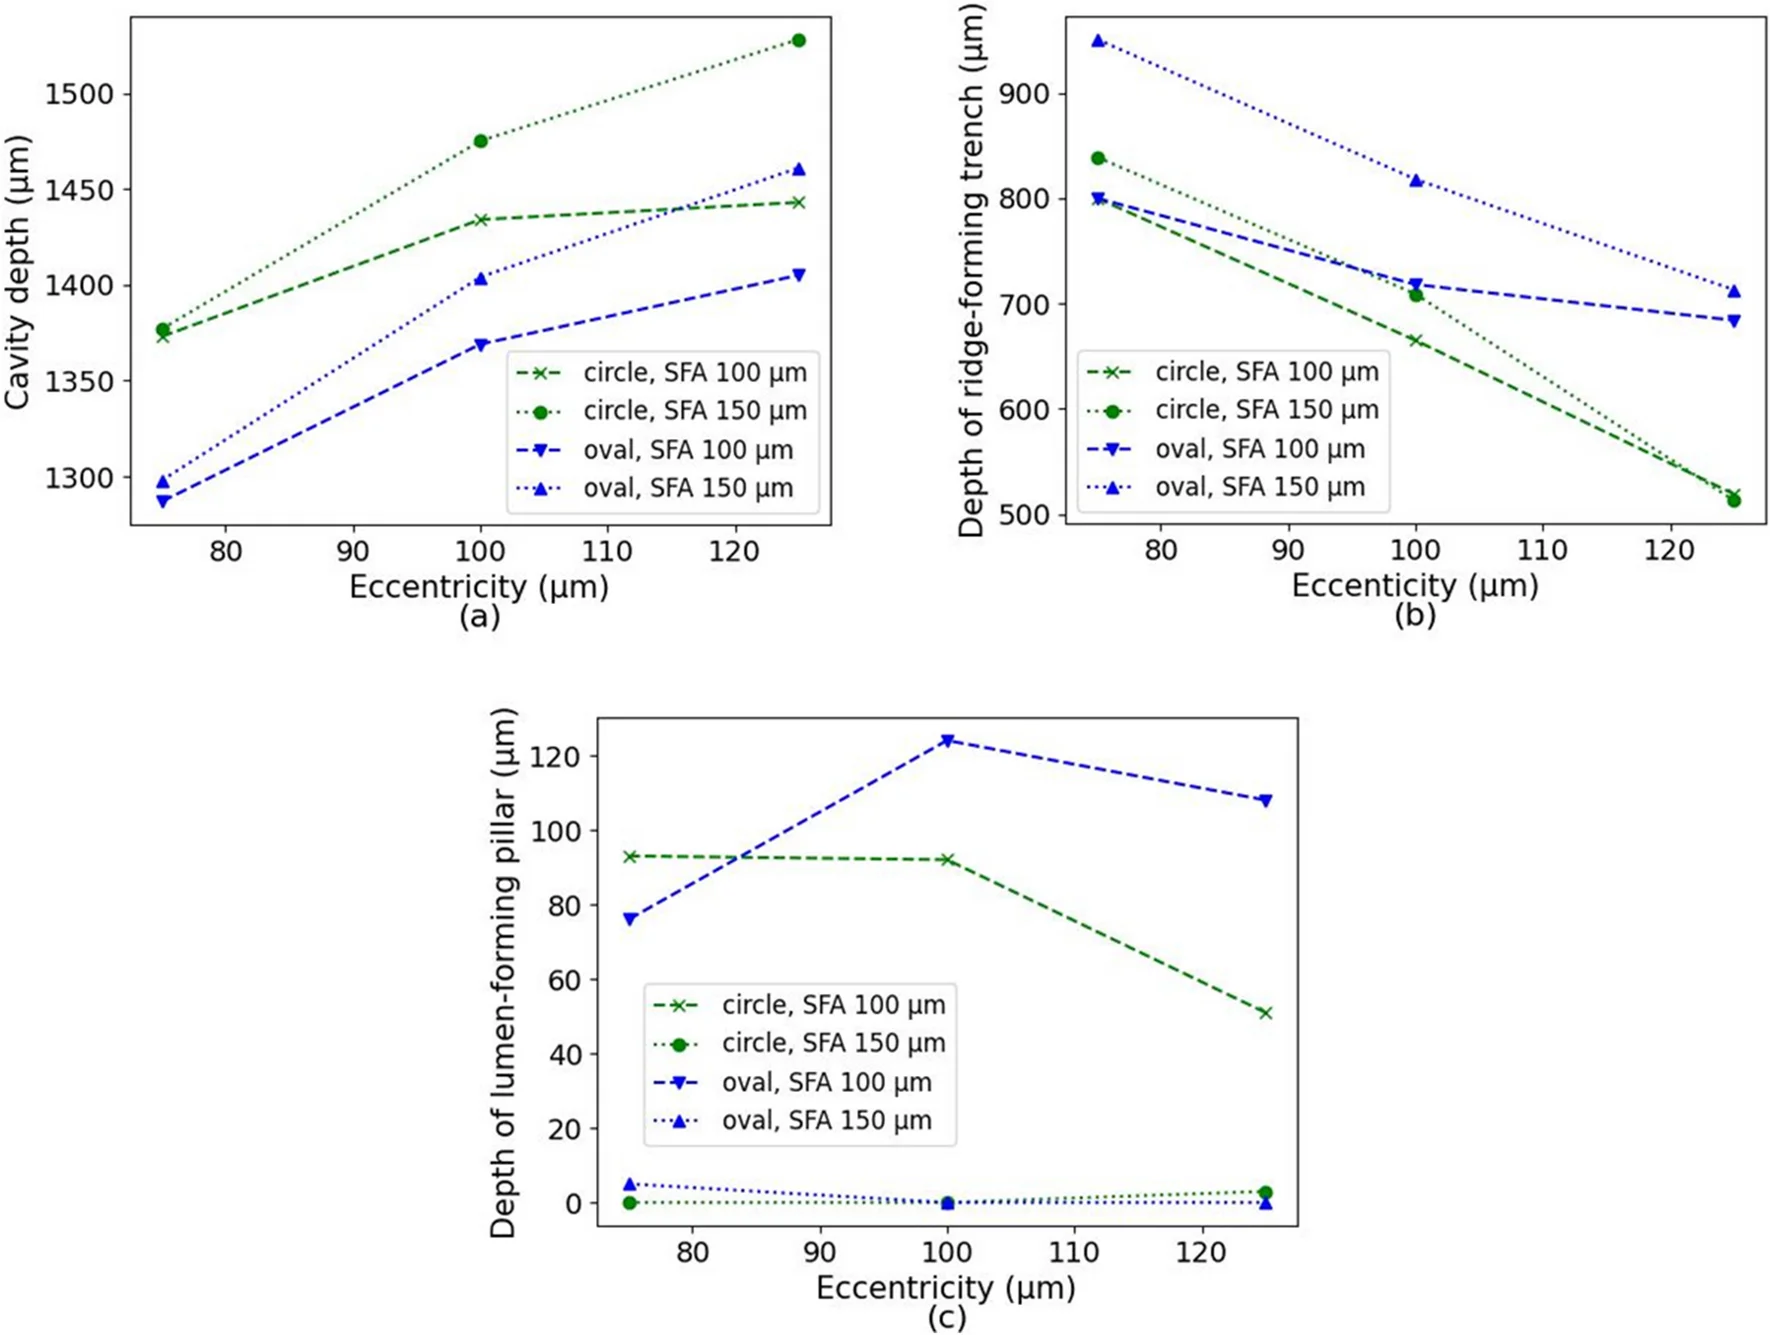 Cavity depth (µm)
1500
1450
1400
1350
1300
circle, SFA 100 µm
circle, SFA 150 µm
oval, SFA 100 µm
oval, SFA 150 µm
80 90 100 110 120
Eccentricity (µm)
(a)
Depth of ridge-forming trench (µm)
900
800
700
600
500
circle, SFA 100 µm
circle, SFA 150 µm
oval, SFA 100 µm
oval, SFA 150 µm
80 90 100 110 120
Eccenticity (µm)
(b)
Depth of lumen-forming pillar (µm)
120
100
80
60
40
20
0
circle, SFA 100 µm
circle, SFA 150 µm
oval, SFA 100 µm
oval, SFA 150 µm
80 90 100 110 120
Eccentricity (µm)
(c)